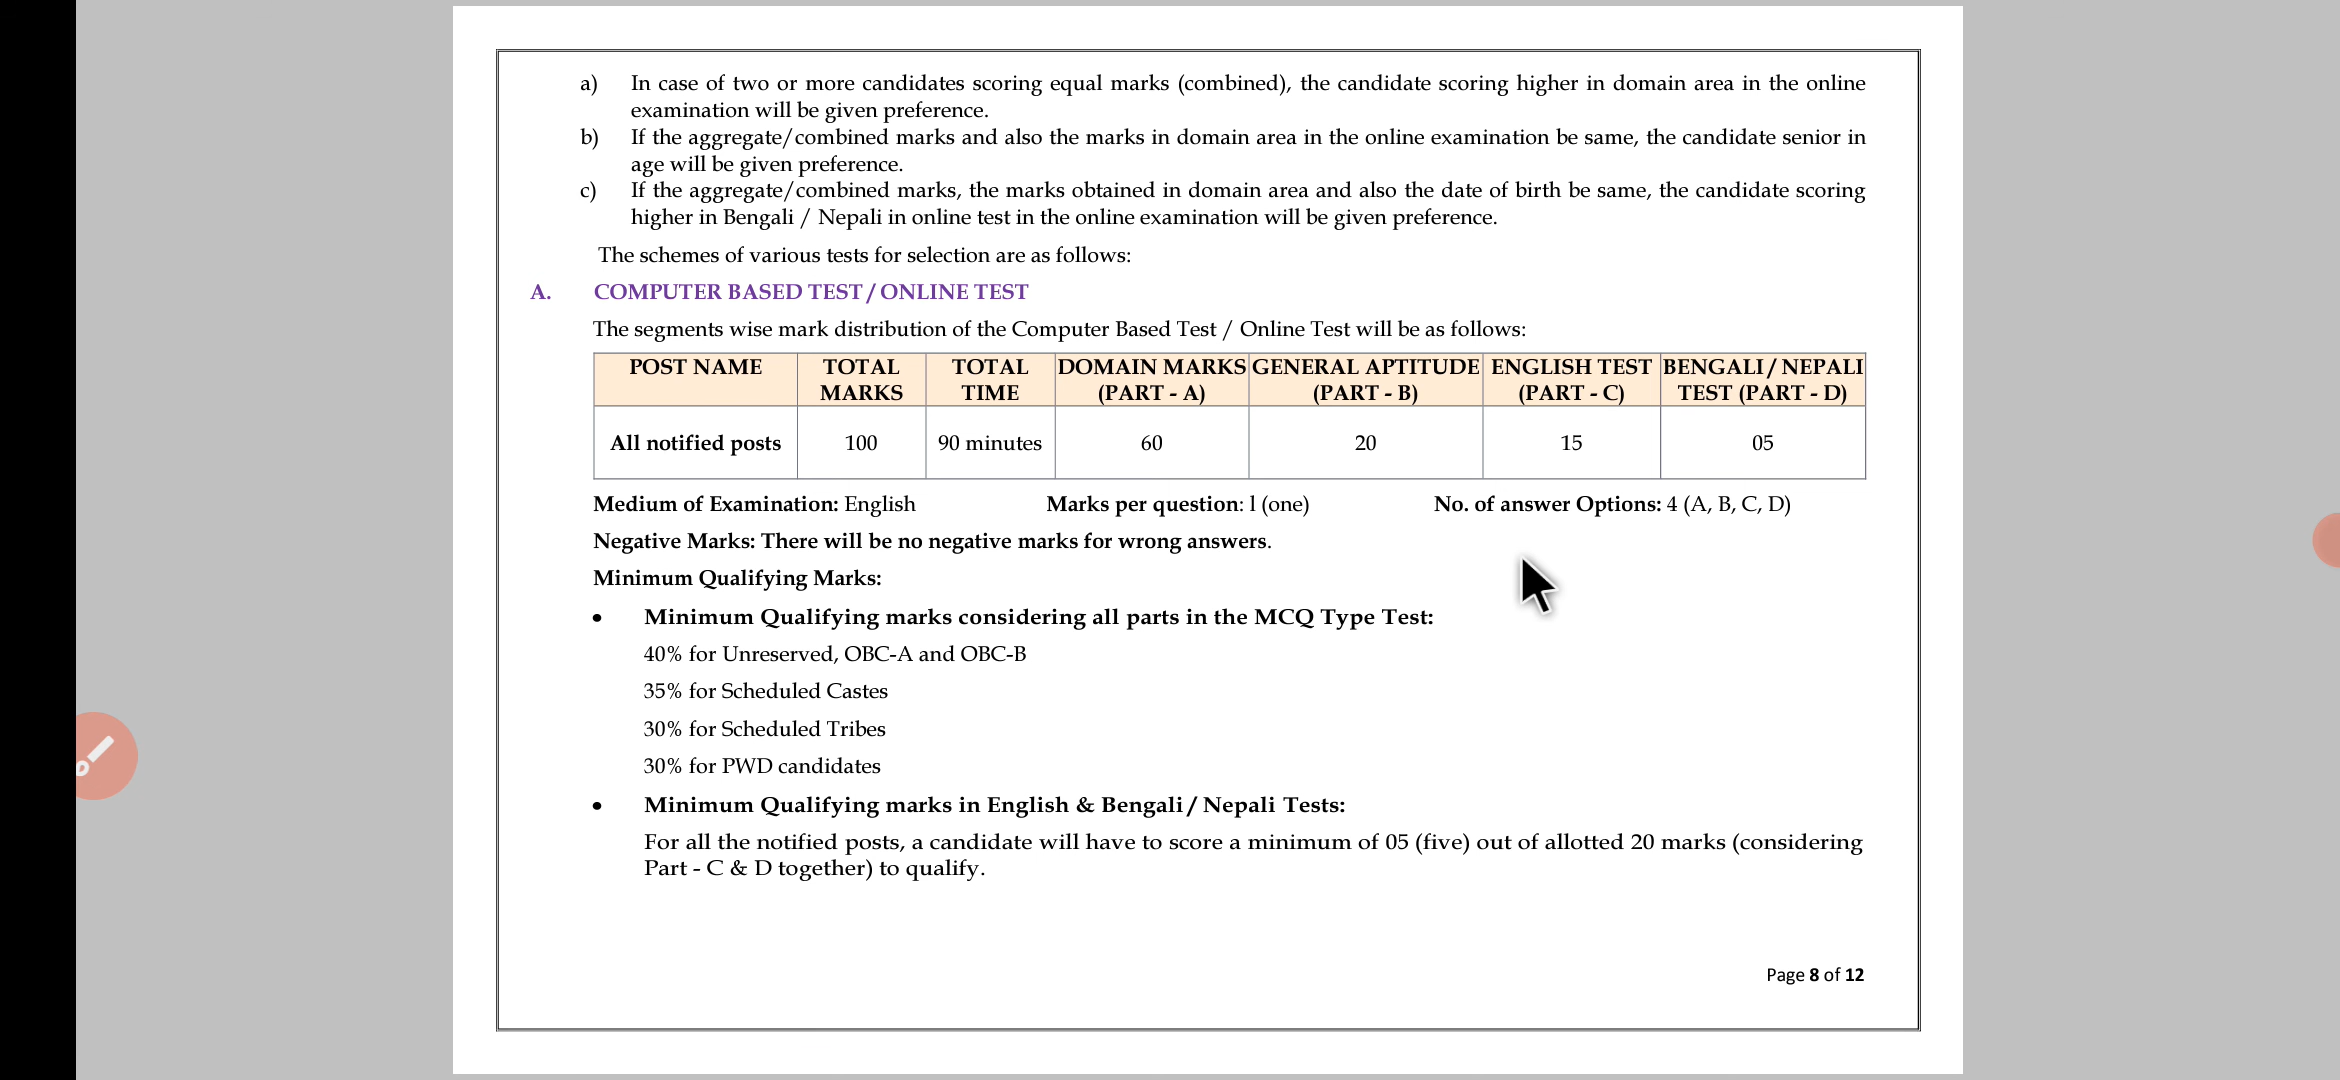 a) In case of two or more candidates scoring equal marks (combined), the candidate scoring higher in domain area in the online
examination will be given preference.
b) If the aggregate/combined marks and also the marks in domain area in the online examination be same, the candidate senior in
age will be given preference.
c) If the aggregate/combined marks, the marks obtained in domain area and also the date of birth be same, the candidate scoring
higher in Bengali / Nepali in online test in the online examination will be given preference.
The schemes of various tests for selection are as follows:
A. COMPUTER BASED TEST / ONLINE TEST
The segments wise mark distribution of the Computer Based Test / Online Test will be as follows:
POST NAME TOTAL TOTAL DOMAIN MARKS GENERAL APTITUDE ENGLISH TEST BENGALI / NEPALI
MARKS TIME (PART - A) (PART - B) (PART - C) TEST (PART - D)
All notified posts 100 90 minutes 60 20 15 05
Medium of Examination: English Marks per question: l (one) No. of answer Options: 4 (A, B, C, D)
Negative Marks: There will be no negative marks for wrong answers.
Minimum Qualifying Marks:
• Minimum Qualifying marks considering all parts in the MCQ Type Test:
40% for Unreserved, OBC-A and OBC-B
35% for Scheduled Castes
30% for Scheduled Tribes
30% for PWD candidates
• Minimum Qualifying marks in English & Bengali / Nepali Tests:
For all the notified posts, a candidate will have to score a minimum of 05 (five) out of allotted 20 marks (considering
Part - C & D together) to qualify.
Page 8 of 12